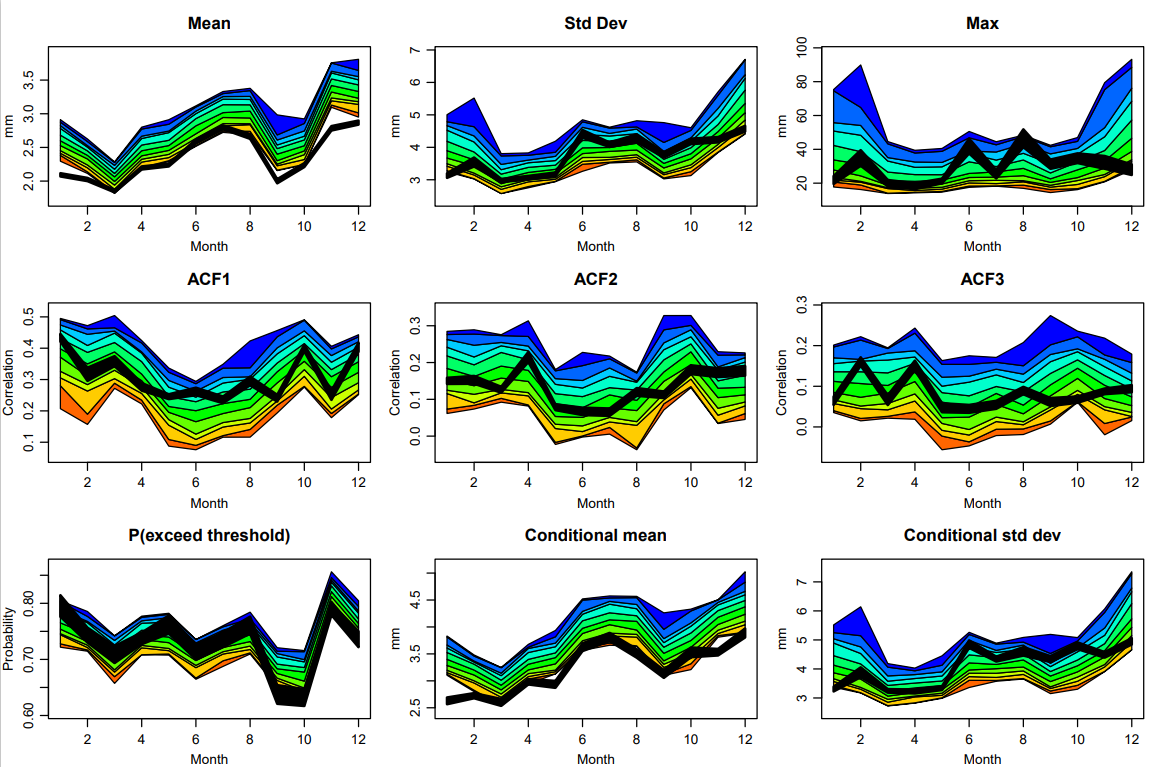 Mean
Std Dev
Max
mm
2.0 2.5 3.0 3.5
2 4 6 8 10 12
Month
mm
3 4 5 6 7
2 4 6 8 10 12
Month
mm
20 40 60 80 100
2 4 6 8 10 12
Month
ACF1
ACF2
ACF3
Correlation
0.1 0.2 0.3 0.4 0.5
2 4 6 8 10 12
Month
Correlation
0.0 0.1 0.2 0.3
2 4 6 8 10 12
Month
Correlation
0.0 0.1 0.2 0.3
2 4 6 8 10 12
Month
P(exceed threshold)
Conditional mean
Conditional std dev
Probability
0.60 0.70 0.80
2 4 6 8 10 12
Month
mm
2.5 3.5 4.5
2 4 6 8 10 12
Month
mm
3 4 5 6 7
2 4 6 8 10 12
Month